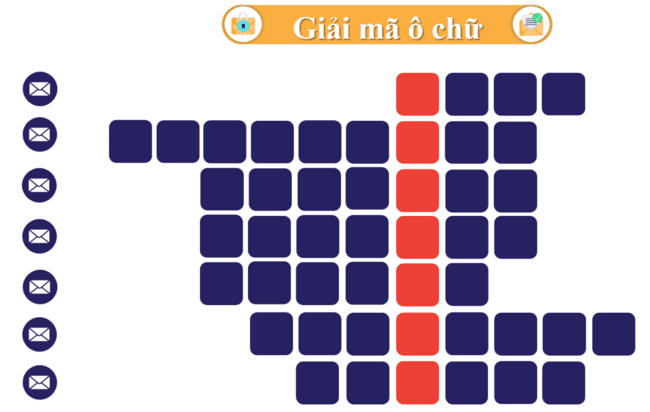 Giải mã ô chữ